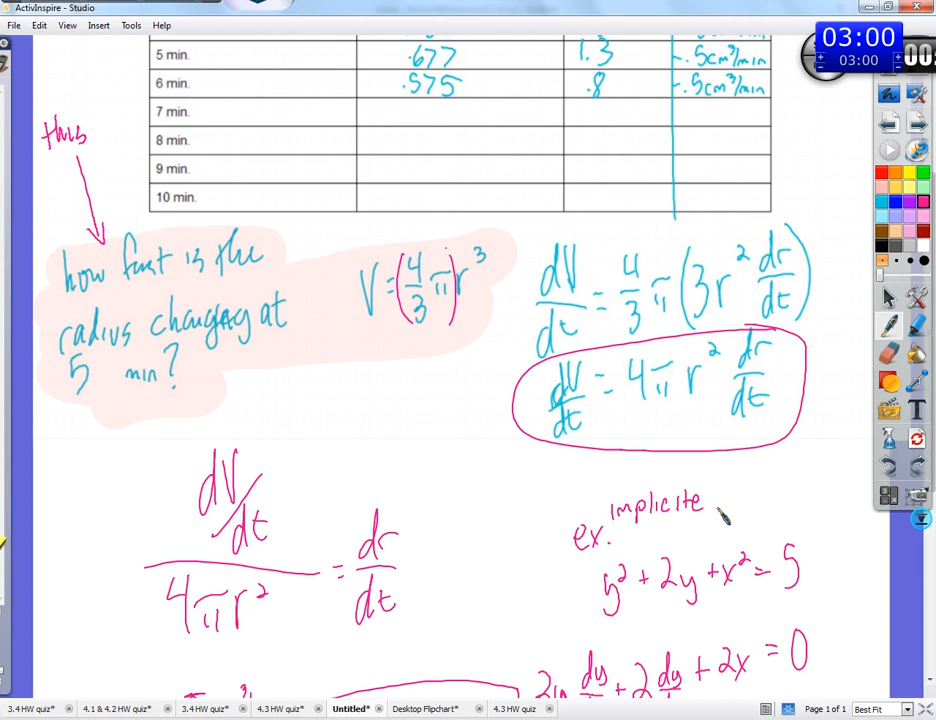 ActivInspire - Studio
File Edit View Insert Tools Help
03:00
03:00
5 min. .677 1.3 -.5cm³/min
6 min. .575 .8 -.5cm³/min
7 min.
8 min.
9 min.
10 min.
this
how fast is the
radius changing at
5 min?
V=(4/3 π)r³
dV/dt = 4/3 π (3r² dr/dt)
dV/dt = 4π r² dr/dt
dV/dt / 4πr² = dr/dt
implicite
ex.
y² + 2y + x² = 5
dy + 2 dy + 2x = 0
3.4 HW quiz* 4.1 & 4.2 HW quiz* 3.4 HW quiz* 4.3 HW quiz* Untitled* Desktop Flipchart* 4.3 HW quiz
Page 1 of 1 Best Fit